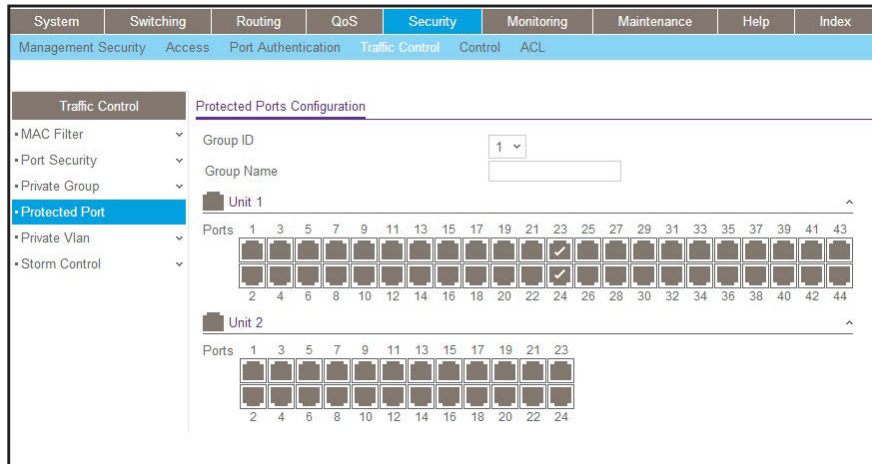 System Switching Routing QoS Security Monitoring Maintenance Help Index
Management Security Access Port Authentication Traffic Control Control ACL
Traffic Control
MAC Filter
Port Security
Private Group
Protected Port
Private Vlan
Storm Control
Protected Ports Configuration
Group ID 1
Group Name
Unit 1
Ports 1 3 5 7 9 11 13 15 17 19 21 23 25 27 29 31 33 35 37 39 41 43
2 4 6 8 10 12 14 16 18 20 22 24 26 28 30 32 34 36 38 40 42 44
Unit 2
Ports 1 3 5 7 9 11 13 15 17 19 21 23
2 4 6 8 10 12 14 16 18 20 22 24